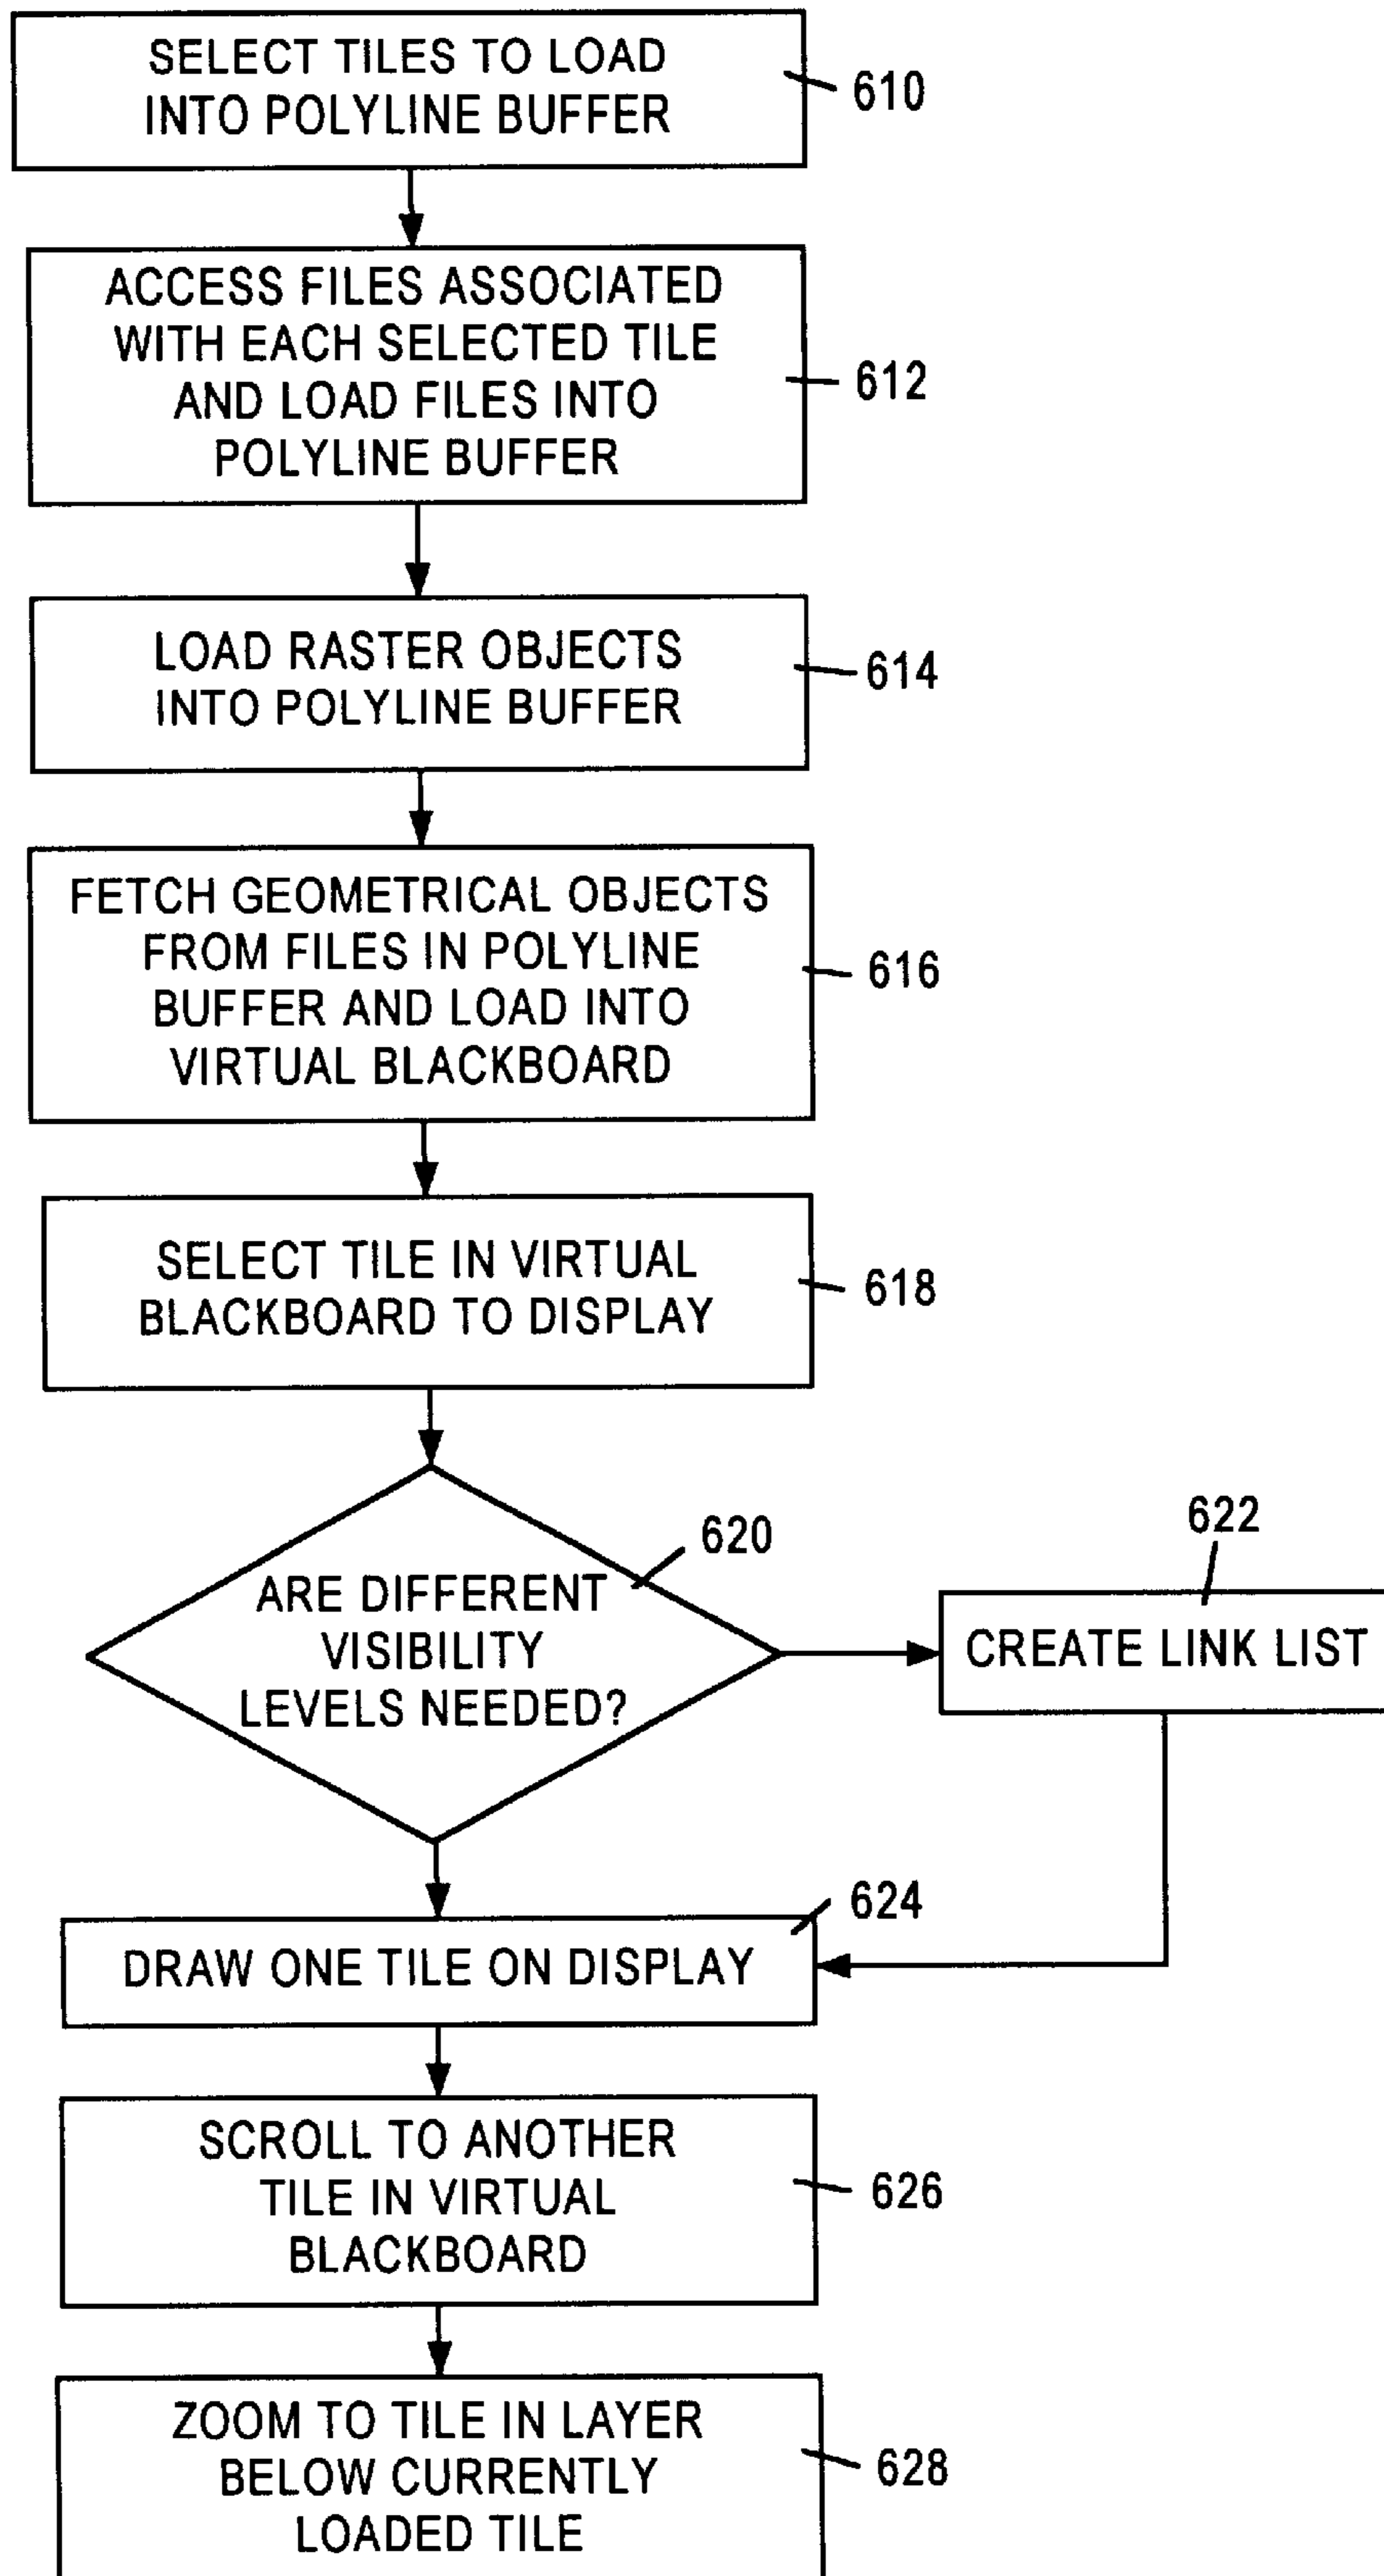 SELECT TILES TO LOAD
INTO POLYLINE BUFFER
610
ACCESS FILES ASSOCIATED
WITH EACH SELECTED TILE
AND LOAD FILES INTO
POLYLINE BUFFER
612
LOAD RASTER OBJECTS
INTO POLYLINE BUFFER
614
FETCH GEOMETRICAL OBJECTS
FROM FILES IN POLYLINE
BUFFER AND LOAD INTO
VIRTUAL BLACKBOARD
616
SELECT TILE IN VIRTUAL
BLACKBOARD TO DISPLAY
618
620
ARE DIFFERENT
VISIBILITY
LEVELS NEEDED?
622
CREATE LINK LIST
624
DRAW ONE TILE ON DISPLAY
SCROLL TO ANOTHER
TILE IN VIRTUAL
BLACKBOARD
626
ZOOM TO TILE IN LAYER
BELOW CURRENTLY
LOADED TILE
628